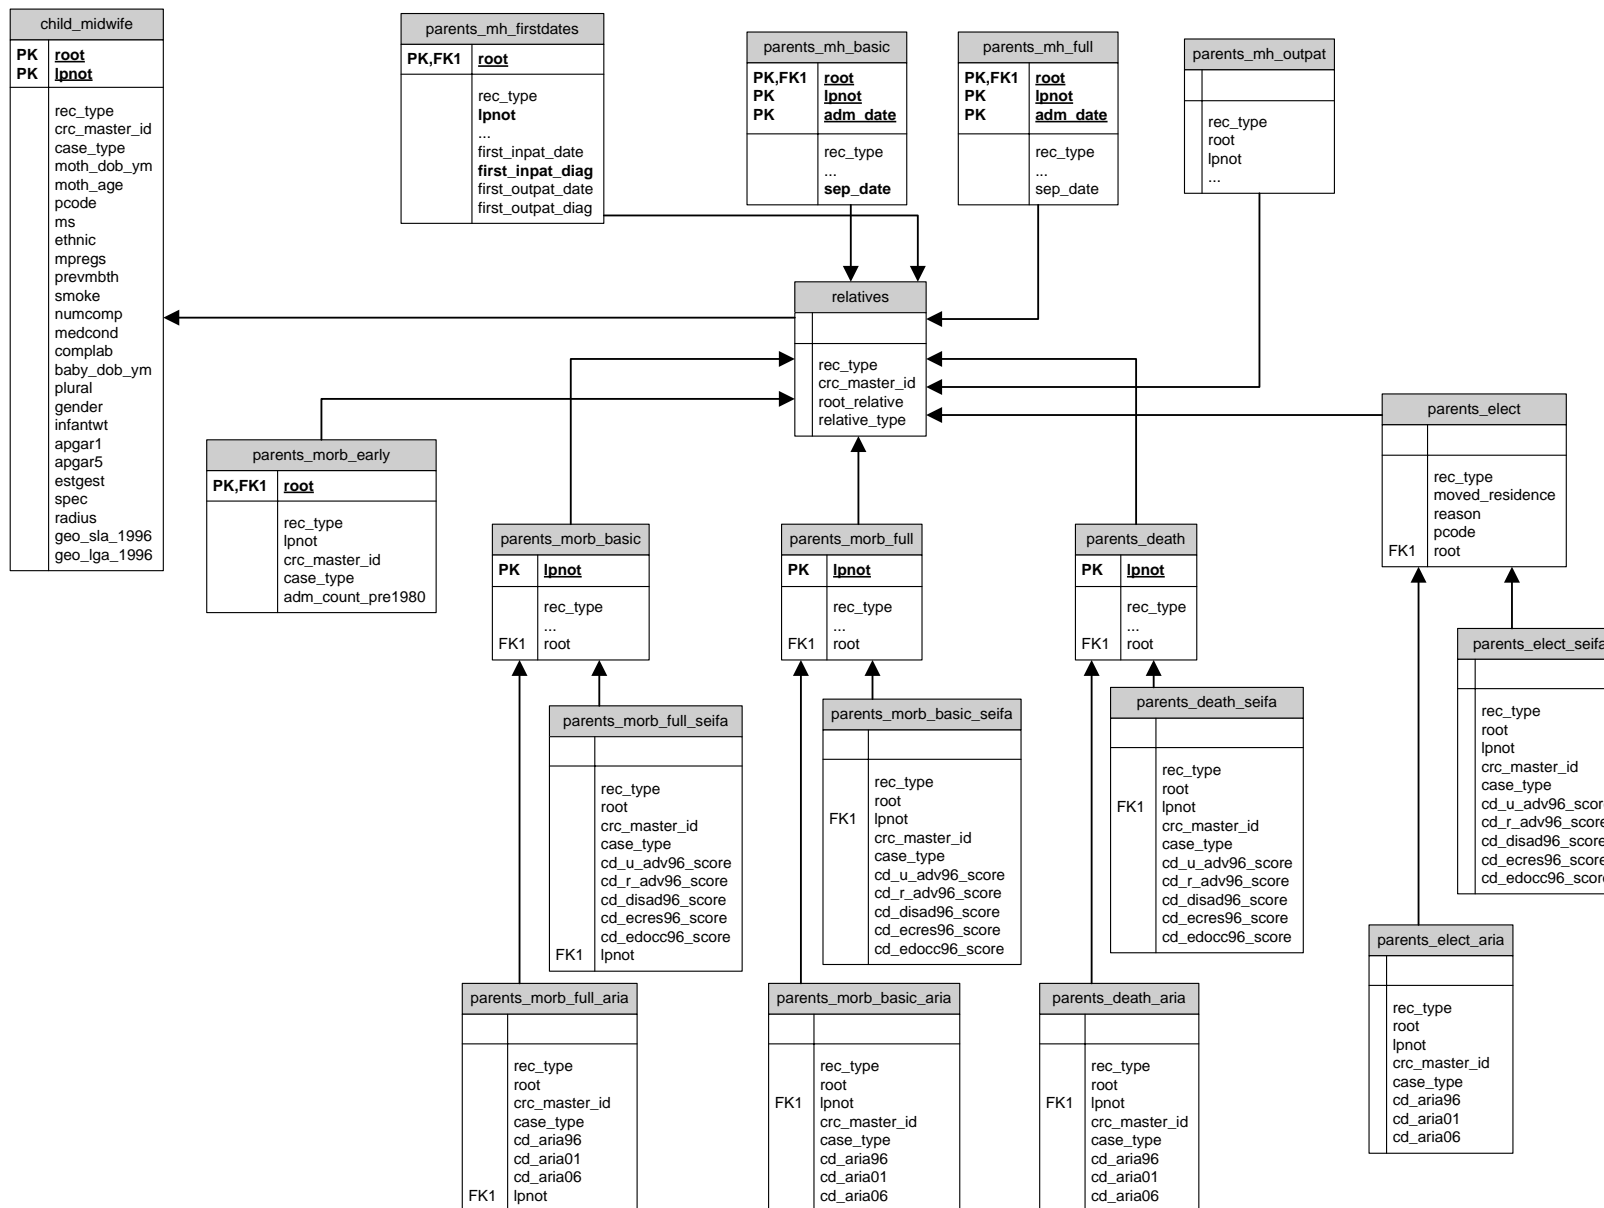 child_midwife
PK root
PK lpnot
rec_type
crc_master_id
case_type
moth_dob_ym
moth_age
pcode
ms
ethnic
mpregs
prevmbth
smoke
numcomp
medcond
complab
baby_dob_ym
plural
gender
infantwt
apgar1
apgar5
estgest
spec
radius
geo_sla_1996
geo_lga_1996
parents_mh_firstdates
PK,FK1 root
rec_type
lpnot
...
first_inpat_date
first_inpat_diag
first_outpat_date
first_outpat_diag
parents_mh_basic
PK,FK1 root
PK lpnot
PK adm_date
rec_type
...
sep_date
parents_mh_full
PK,FK1 root
PK lpnot
PK adm_date
rec_type
...
sep_date
parents_mh_outpat
rec_type
root
lpnot
...
relatives
rec_type
crc_master_id
root_relative
relative_type
parents_morb_early
PK,FK1 root
rec_type
lpnot
crc_master_id
case_type
adm_count_pre1980
parents_morb_basic
PK lpnot
rec_type
...
FK1 root
parents_morb_full
PK lpnot
rec_type
...
FK1 root
parents_death
PK lpnot
rec_type
...
FK1 root
parents_elect
rec_type
moved_residence
reason
pcode
FK1 root
parents_morb_full_seifa
rec_type
root
crc_master_id
case_type
cd_u_adv96_score
cd_r_adv96_score
cd_disad96_score
cd_ecres96_score
cd_edocc96_score
FK1 lpnot
parents_morb_basic_seifa
rec_type
root
FK1 lpnot
crc_master_id
case_type
cd_u_adv96_score
cd_r_adv96_score
cd_disad96_score
cd_ecres96_score
cd_edocc96_score
parents_death_seifa
rec_type
root
FK1 lpnot
crc_master_id
case_type
cd_u_adv96_score
cd_r_adv96_score
cd_disad96_score
cd_ecres96_score
cd_edocc96_score
parents_elect_seifa
rec_type
root
lpnot
crc_master_id
case_type
cd_u_adv96_score
cd_r_adv96_score
cd_disad96_score
cd_ecres96_score
cd_edocc96_score
parents_morb_full_aria
rec_type
root
crc_master_id
case_type
cd_aria96
cd_aria01
cd_aria06
FK1 lpnot
parents_morb_basic_aria
rec_type
root
FK1 lpnot
crc_master_id
case_type
cd_aria96
cd_aria01
cd_aria06
parents_death_aria
rec_type
root
FK1 lpnot
crc_master_id
case_type
cd_aria96
cd_aria01
cd_aria06
parents_elect_aria
rec_type
root
lpnot
crc_master_id
case_type
cd_aria96
cd_aria01
cd_aria06